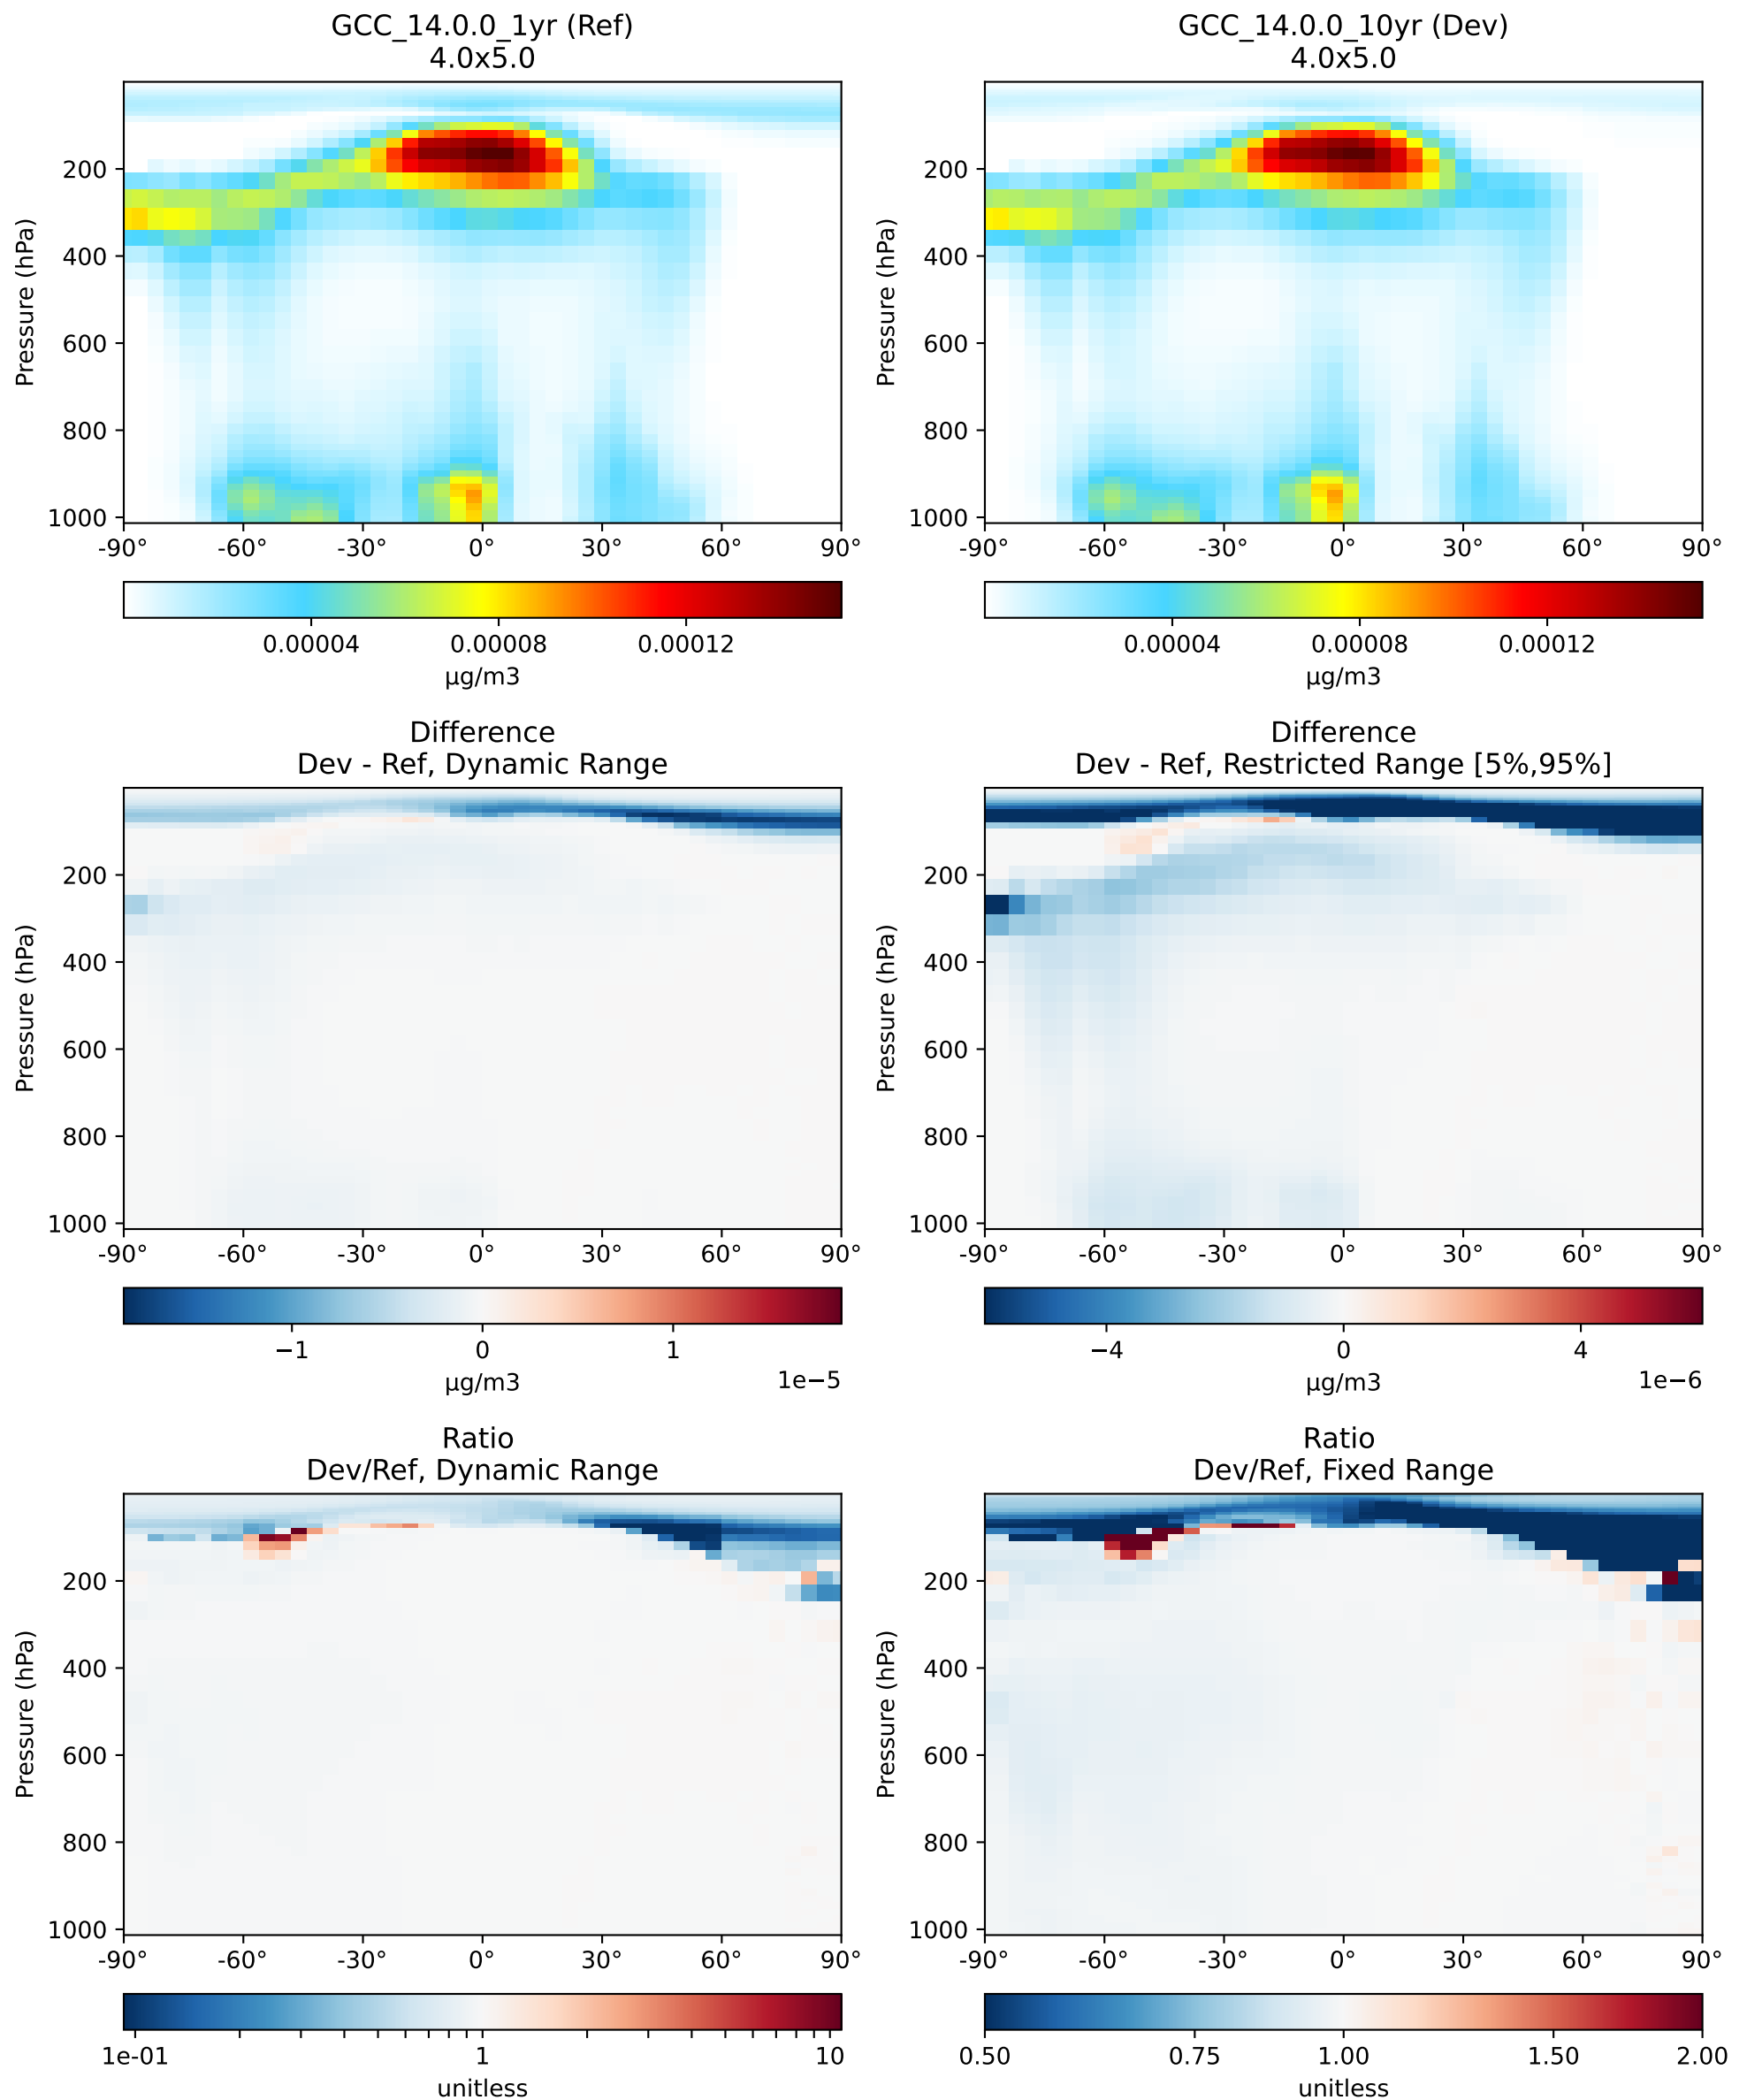 GCC_14.0.0_1yr (Ref)
4.0x5.0
Pressure (hPa)
200
400
600
800
1000
-90° -60° -30° 0° 30° 60° 90°
0.00004 0.00008 0.00012
μg/m3
GCC_14.0.0_10yr (Dev)
4.0x5.0
Pressure (hPa)
200
400
600
800
1000
-90° -60° -30° 0° 30° 60° 90°
0.00004 0.00008 0.00012
μg/m3
Difference
Dev - Ref, Dynamic Range
Pressure (hPa)
200
400
600
800
1000
-90° -60° -30° 0° 30° 60° 90°
−1 0 1
μg/m3 1e−5
Difference
Dev - Ref, Restricted Range [5%,95%]
Pressure (hPa)
200
400
600
800
1000
-90° -60° -30° 0° 30° 60° 90°
−4 0 4
μg/m3 1e−6
Ratio
Dev/Ref, Dynamic Range
Pressure (hPa)
200
400
600
800
1000
-90° -60° -30° 0° 30° 60° 90°
1e-01 1 10
unitless
Ratio
Dev/Ref, Fixed Range
Pressure (hPa)
200
400
600
800
1000
-90° -60° -30° 0° 30° 60° 90°
0.50 0.75 1.00 1.50 2.00
unitless